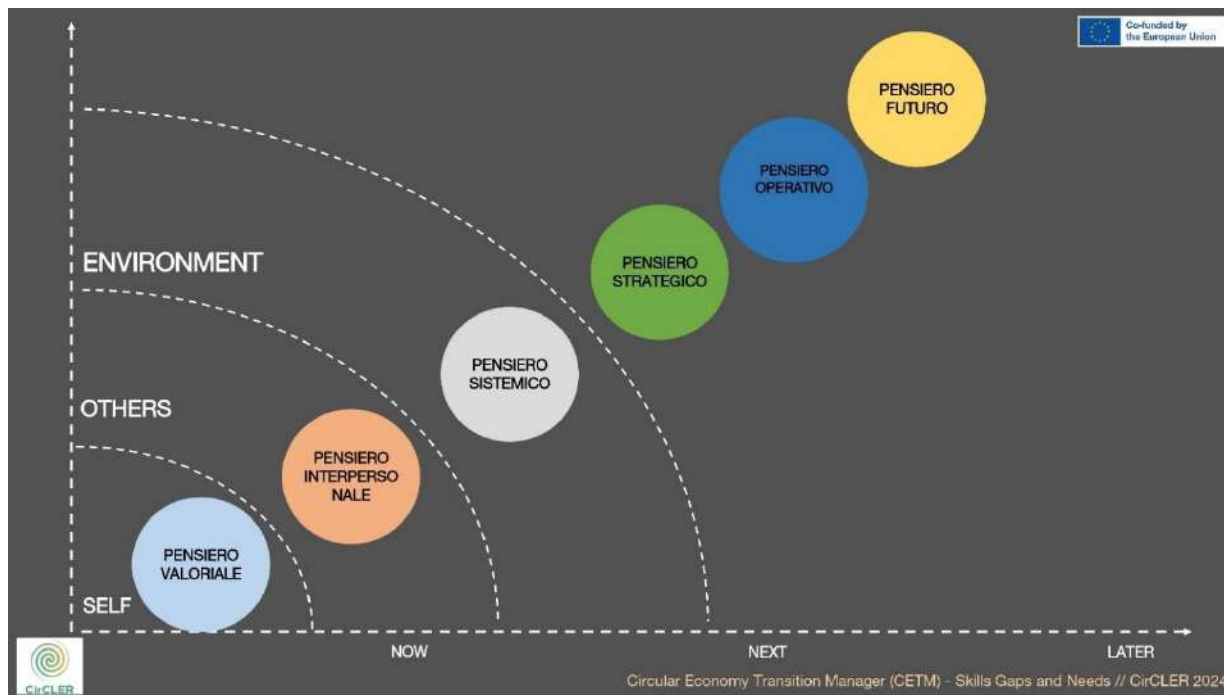 Co-funded by
the European Union
PENSIERO
FUTURO
PENSIERO
OPERATIVO
ENVIRONMENT
PENSIERO
STRATEGICO
PENSIERO
SISTEMICO
OTHERS
PENSIERO
INTERPERSO
NALE
PENSIERO
VALORIALE
SELF
NOW
NEXT
LATER
CirCLER
Circular Economy Transition Manager (CETM) - Skills Gaps and Needs // CirCLER 2024